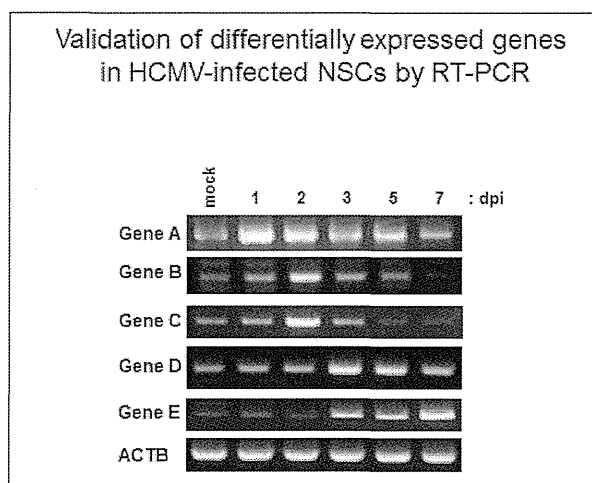 Validation of differentially expressed genes
in HCMV-infected NSCs by RT-PCR
mock 1 2 3 5 7 : dpi
Gene A
Gene B
Gene C
Gene D
Gene E
ACTB